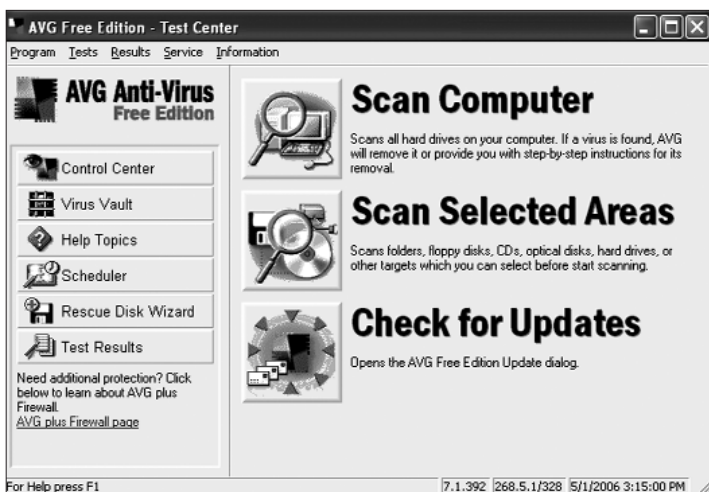 AVG Free Edition - Test Center
Program Tests Results Service Information
AVG Anti-Virus
Free Edition
Control Center
Virus Vault
Help Topics
Scheduler
Rescue Disk Wizard
Test Results
Need additional protection? Click
below to learn about AVG plus
Firewall.
AVG plus Firewall page
Scan Computer
Scans all hard drives on your computer. If a virus is found, AVG
will remove it or provide you with step-by-step instructions for its
removal.
Scan Selected Areas
Scans folders, floppy disks, CDs, optical disks, hard drives, or
other targets which you can select before start scanning.
Check for Updates
Opens the AVG Free Edition Update dialog.
For Help press F1
7.1.392 268.5.1/328 5/1/2006 3:15:00 PM